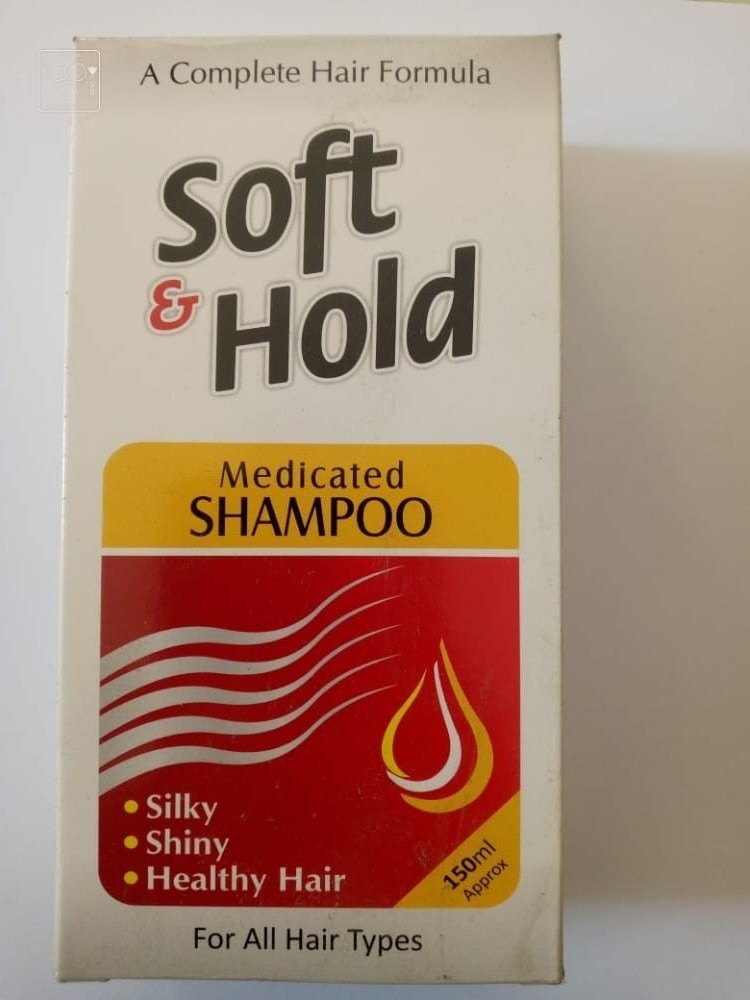 A Complete Hair Formula
Soft
& Hold
Medicated
SHAMPOO
• Silky
• Shiny
• Healthy Hair
150ml
Approx
For All Hair Types